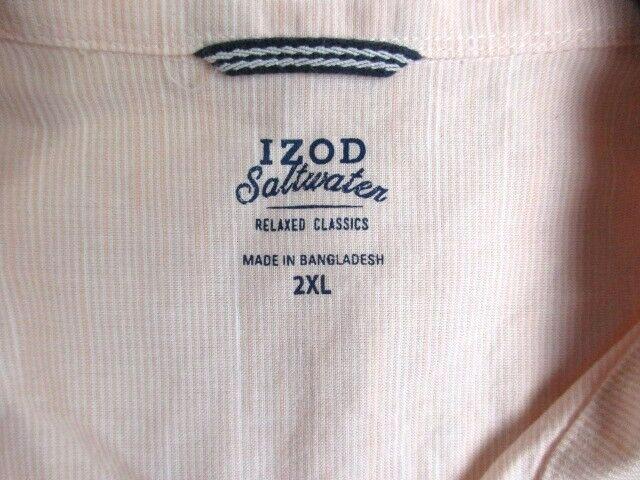 IZOD
Saltwater
RELAXED CLASSICS
MADE IN BANGLADESH
2XL